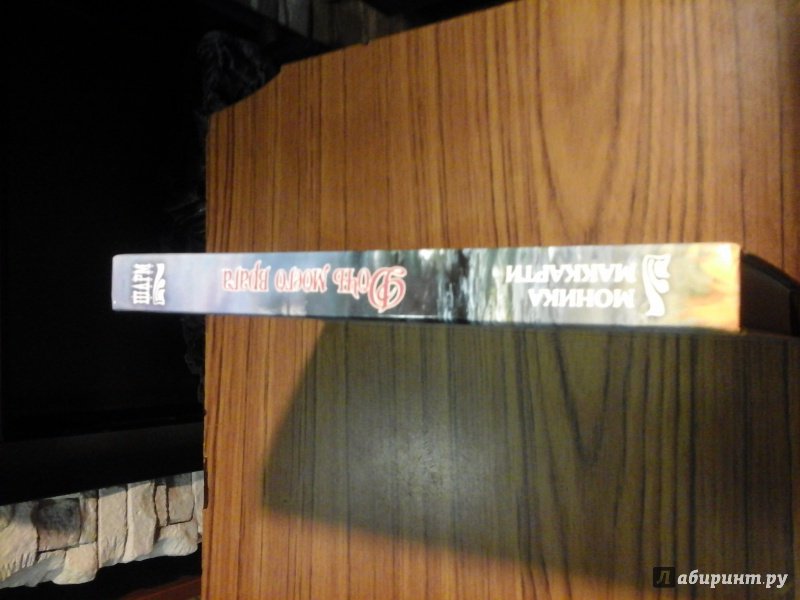 МОНИКА
МАККАРТИ
Дочь моего врага
ШАРМ
Лабиринт.ру